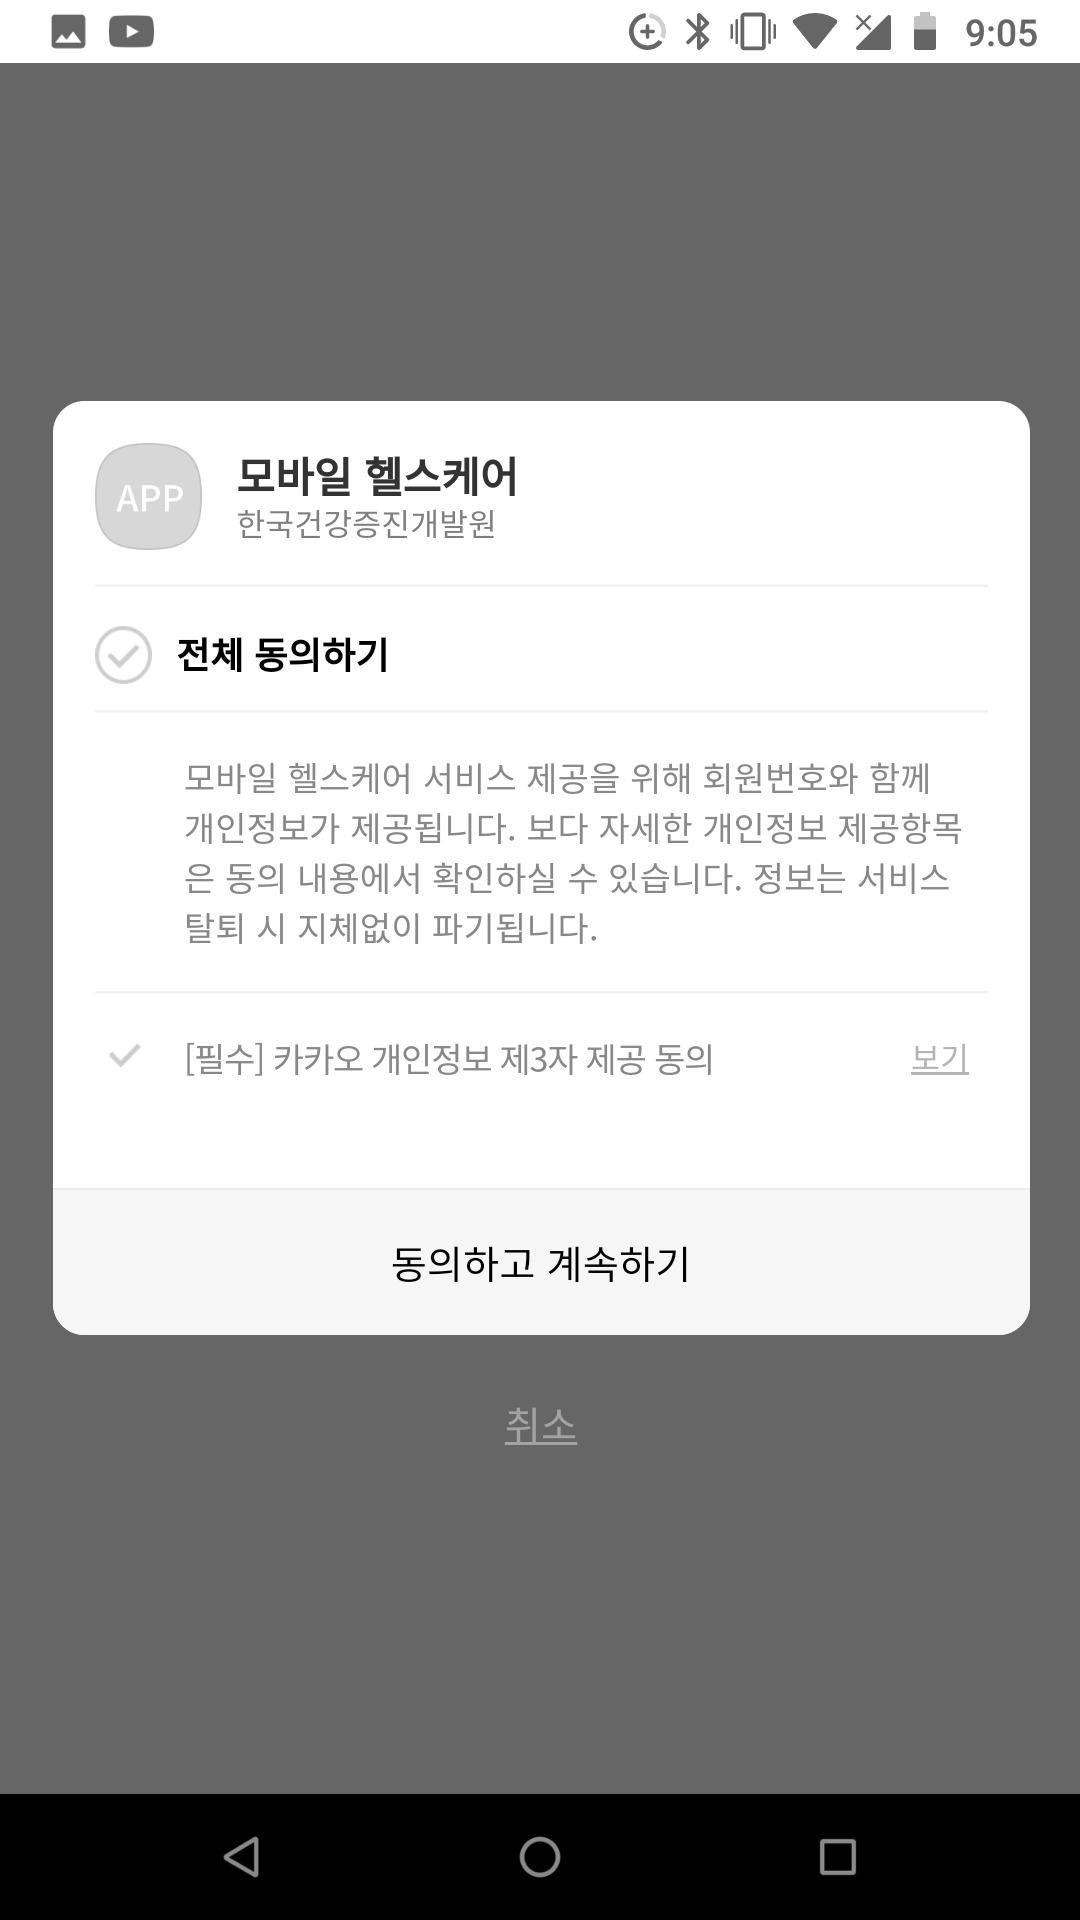 9:05
APP
모바일 헬스케어
한국건강증진개발원
전체 동의하기
모바일 헬스케어 서비스 제공을 위해 회원번호와 함께
개인정보가 제공됩니다. 보다 자세한 개인정보 제공항목
은 동의 내용에서 확인하실 수 있습니다. 정보는 서비스
탈퇴 시 지체없이 파기됩니다.
[필수] 카카오 개인정보 제3자 제공 동의 보기
동의하고 계속하기
취소